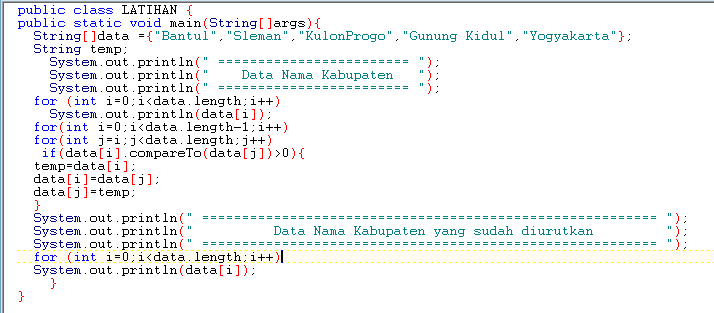 public class LATIHAN {
public static void main(String[]args){
  String[]data ={"Bantul","Sleman","KulonProgo","Gunung Kidul","Yogyakarta"};
  String temp;
    System.out.println(" ======================== ");
    System.out.println("    Data Nama Kabupaten   ");
    System.out.println(" ======================== ");
  for (int i=0;i<data.length;i++)
    System.out.println(data[i]);
  for(int i=0;i<data.length-1;i++)
  for(int j=i;j<data.length;j++)
   if(data[i].compareTo(data[j])>0){
  temp=data[i];
  data[i]=data[j];
  data[j]=temp;
  }
  System.out.println(" ========================================================= ");
  System.out.println("          Data Nama Kabupaten yang sudah diurutkan         ");
  System.out.println(" ========================================================= ");
  for (int i=0;i<data.length;i++)
  System.out.println(data[i]);
    }
}